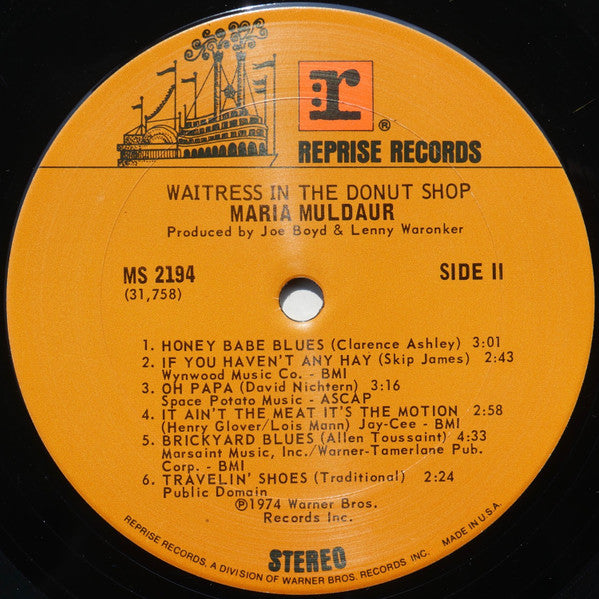 r
®
REPRISE RECORDS
WAITRESS IN THE DONUT SHOP
MARIA MULDAUR
Produced by Joe Boyd & Lenny Waronker
MS 2194
(31,758)
SIDE II
1. HONEY BABE BLUES (Clarence Ashley) 3:01
2. IF YOU HAVEN'T ANY HAY (Skip James) 2:43
Wynwood Music Co. - BMI
3. OH PAPA (David Nichtern) 3:16
Space Potato Music - ASCAP
4. IT AIN'T THE MEAT IT'S THE MOTION 2:58
(Henry Glover/Lois Mann) Jay-Cee - BMI
5. BRICKYARD BLUES (Allen Toussaint) 4:33
Marsaint Music, Inc./Warner-Tamerlane Pub.
Corp. - BMI
6. TRAVELIN' SHOES (Traditional) 2:24
Public Domain
℗1974 Warner Bros.
Records Inc.
STEREO
REPRISE RECORDS, A DIVISION OF WARNER BROS. RECORDS INC. MADE IN U.S.A.